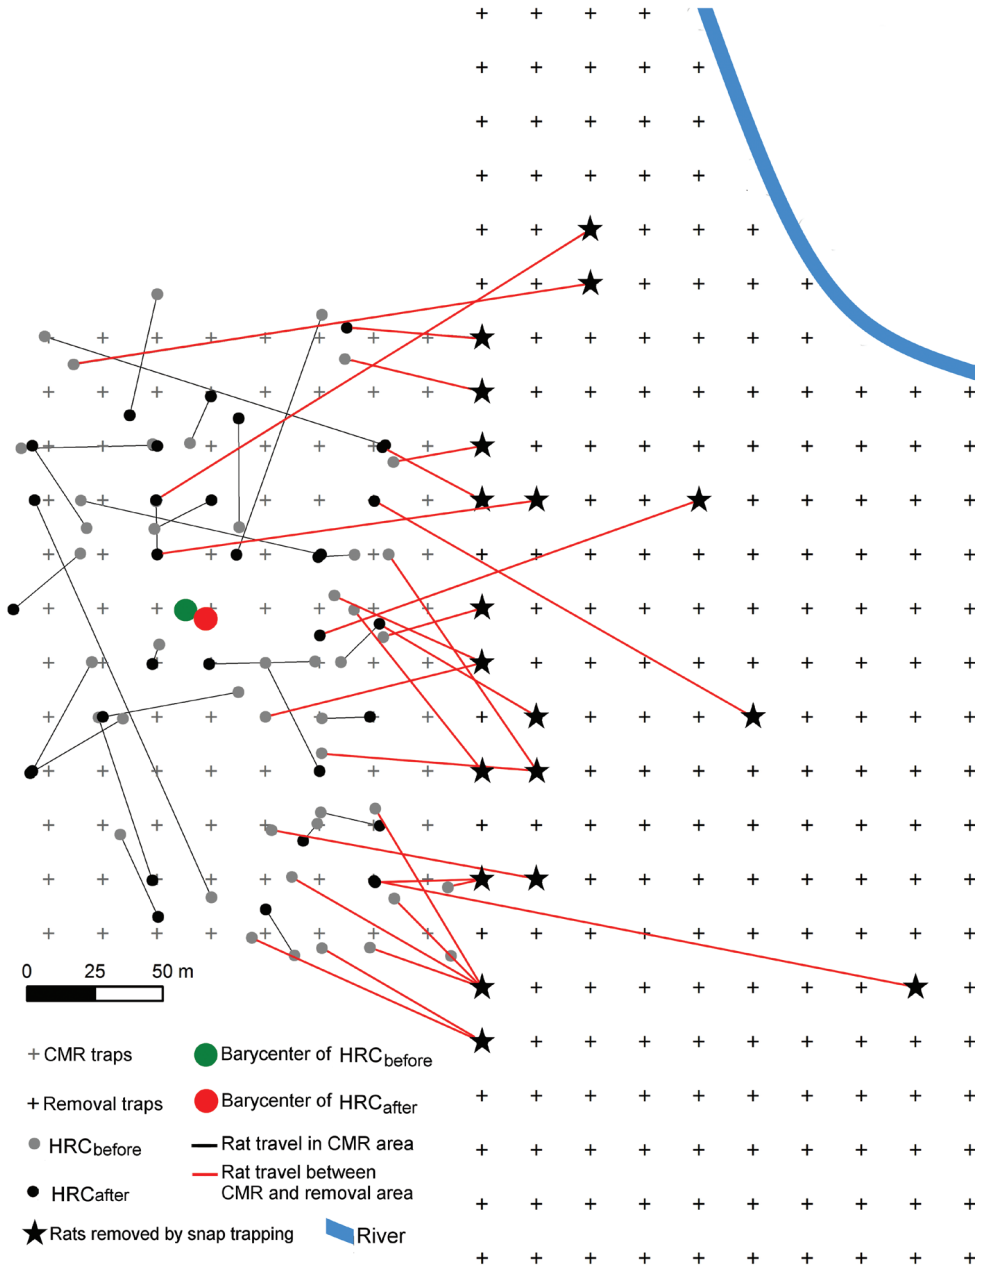 0 25 50 m
CMR traps
Removal traps
HRCbefore
HRCafter
Rats removed by snap trapping
Barycenter of HRCbefore
Barycenter of HRCafter
Rat travel in CMR area
Rat travel between
CMR and removal area
River